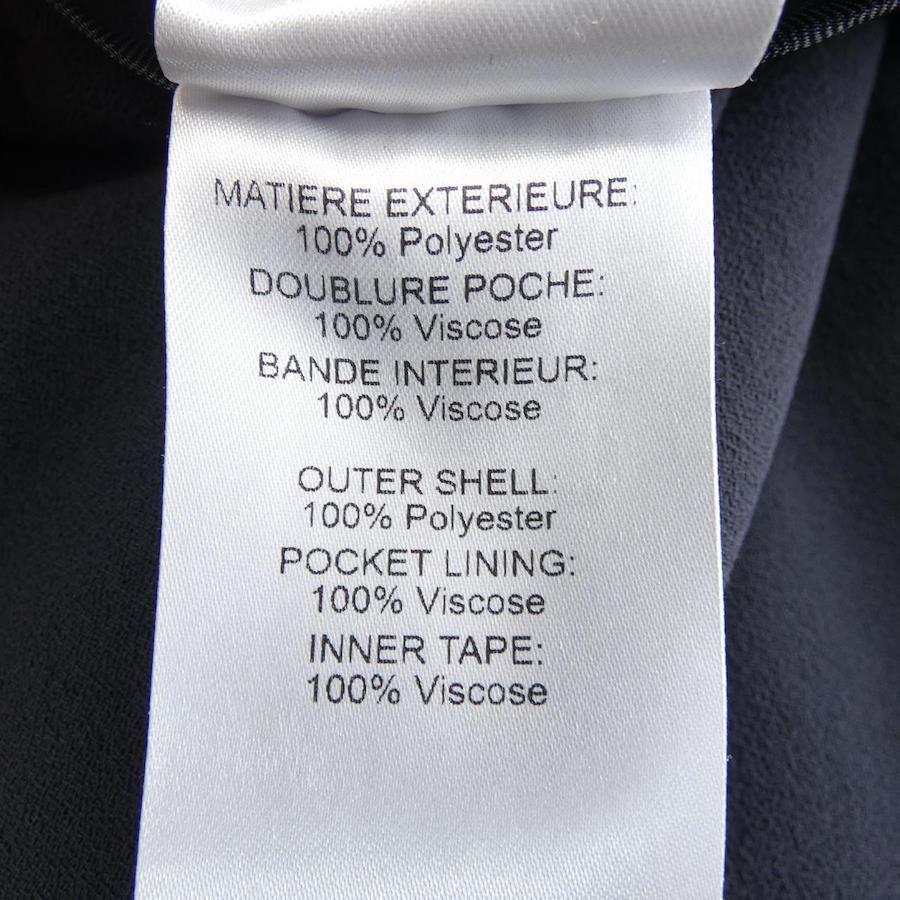 MATIERE EXTERIEURE:
100% Polyester
DOUBLURE POCHE:
100% Viscose
BANDE INTERIEUR:
100% Viscose
OUTER SHELL:
100% Polyester
POCKET LINING:
100% Viscose
INNER TAPE:
100% Viscose